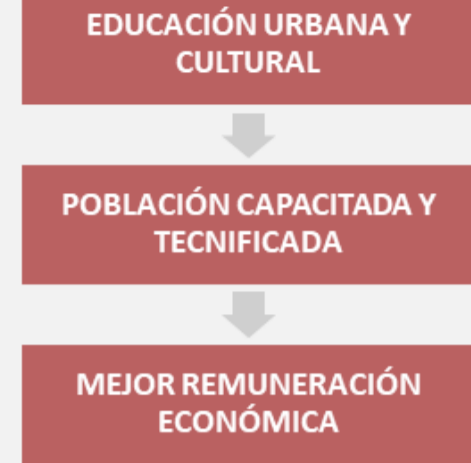 EDUCACIÓN URBANA Y
CULTURAL
POBLACIÓN CAPACITADA Y
TECNIFICADA
MEJOR REMUNERACIÓN
ECONÓMICA